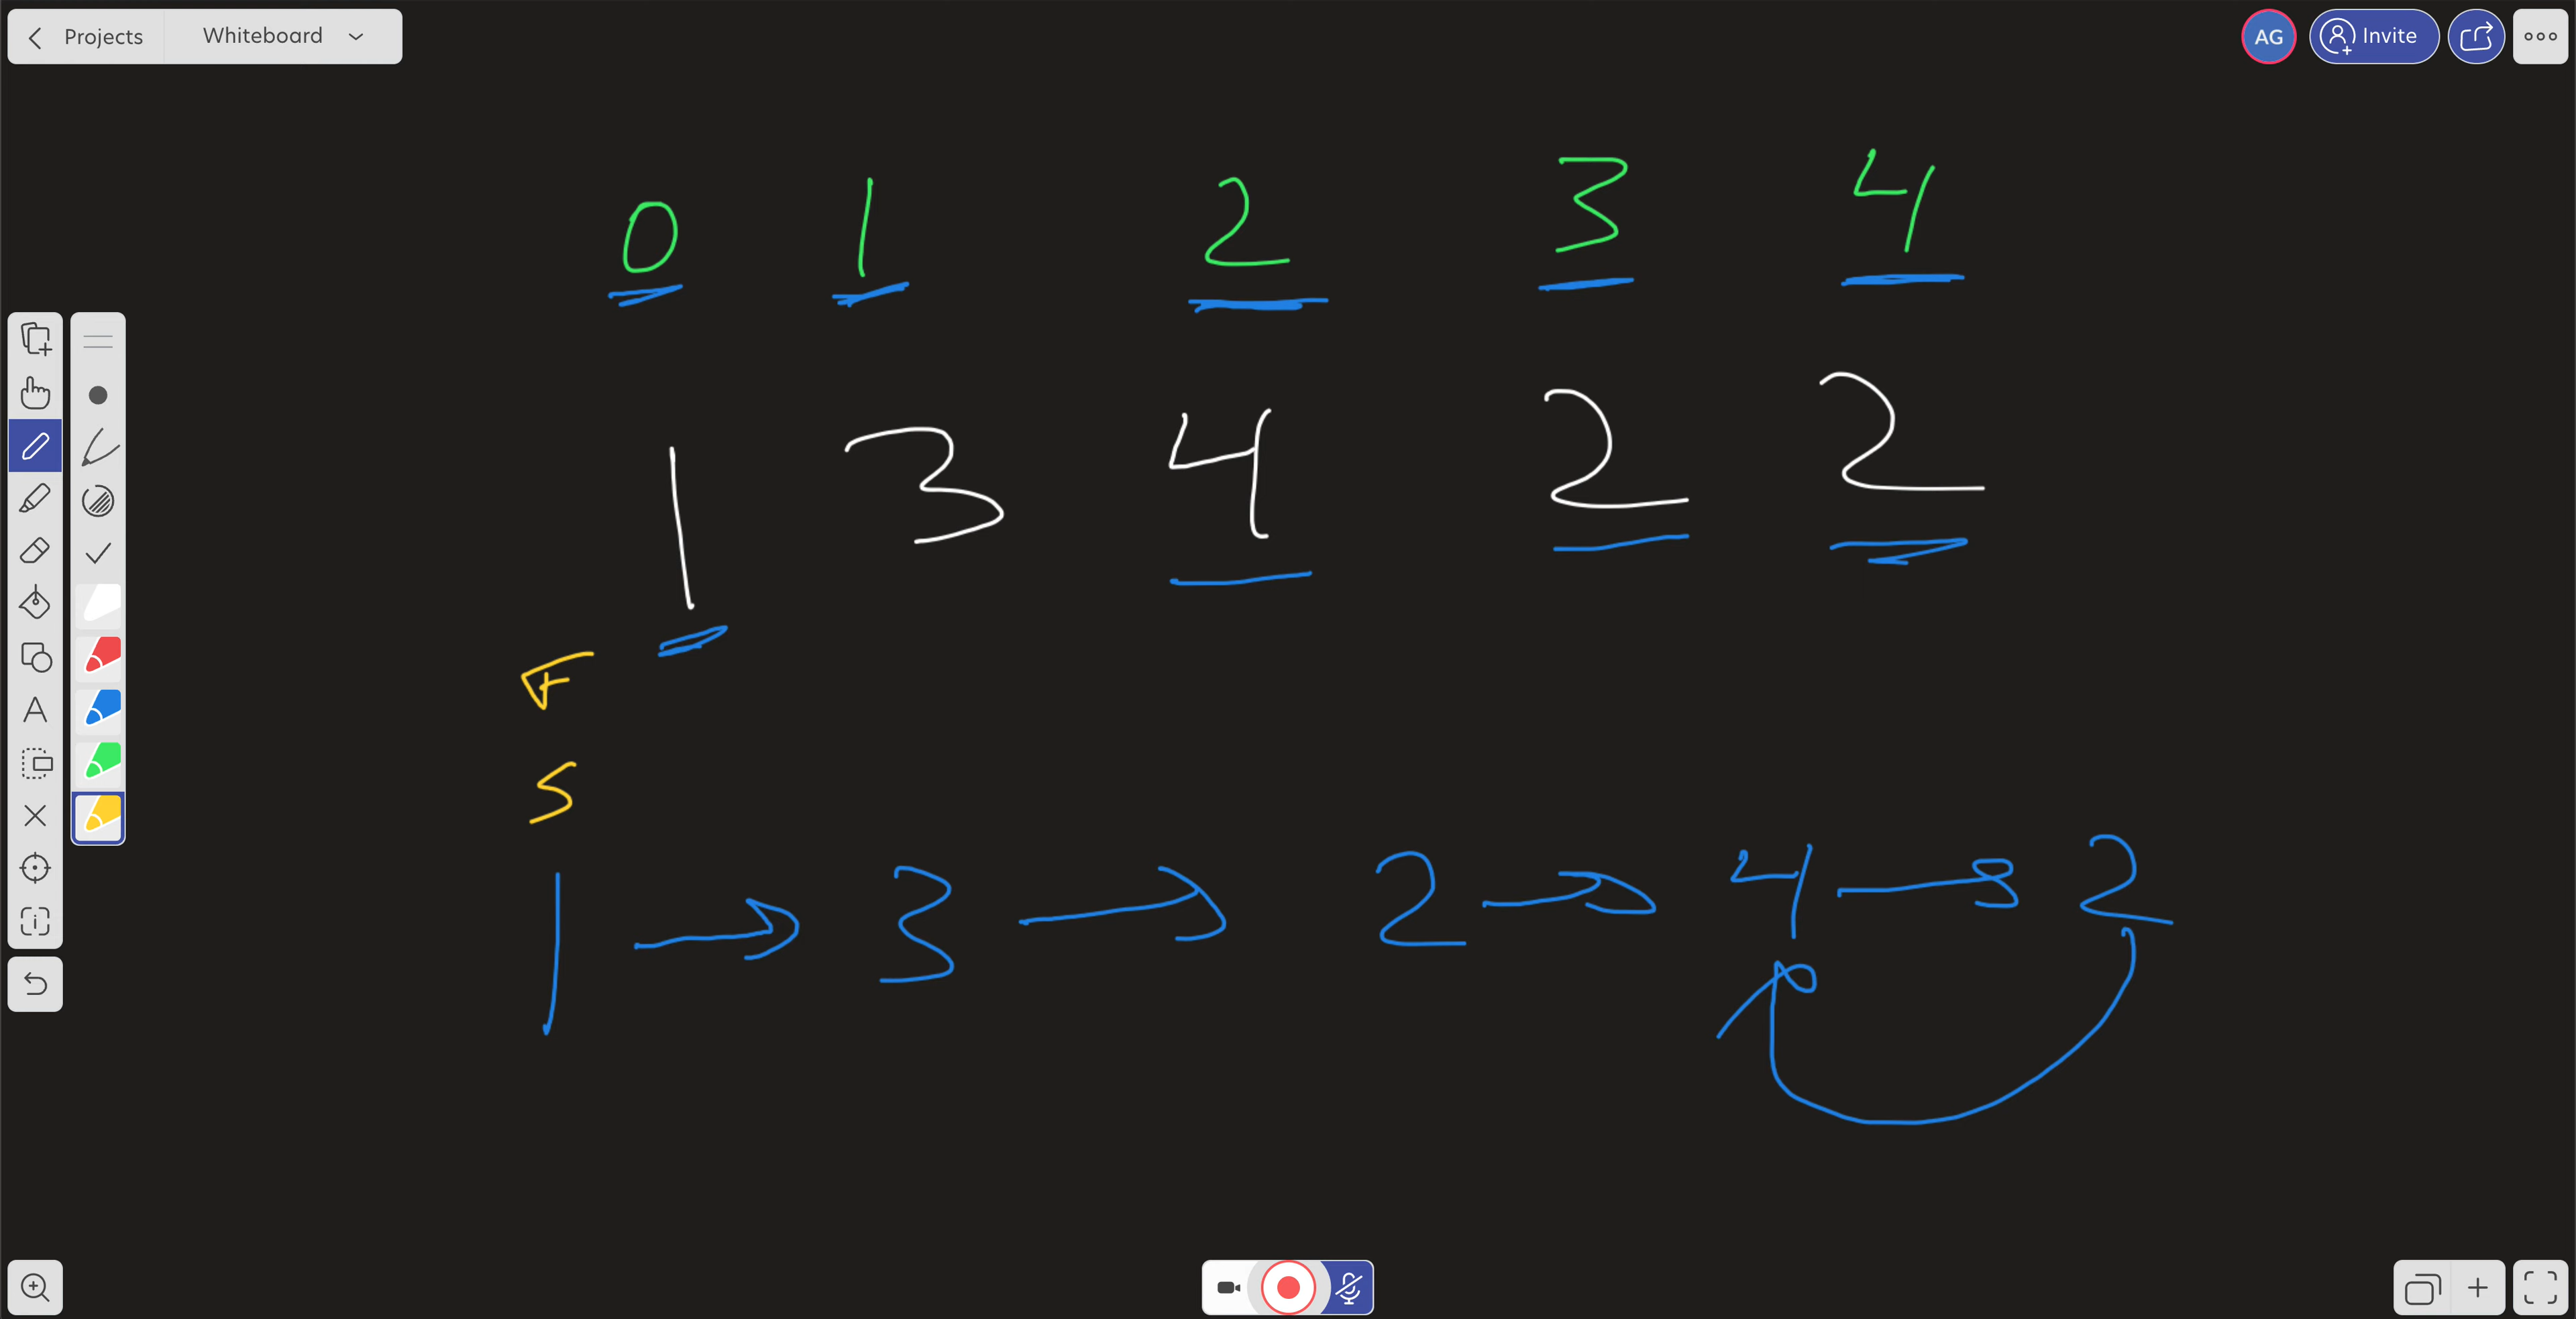 Projects Whiteboard AG Invite
0 1 2 3 4
1 3 4 2 2
F
S
1 → 3 → 2 → 4 → 2